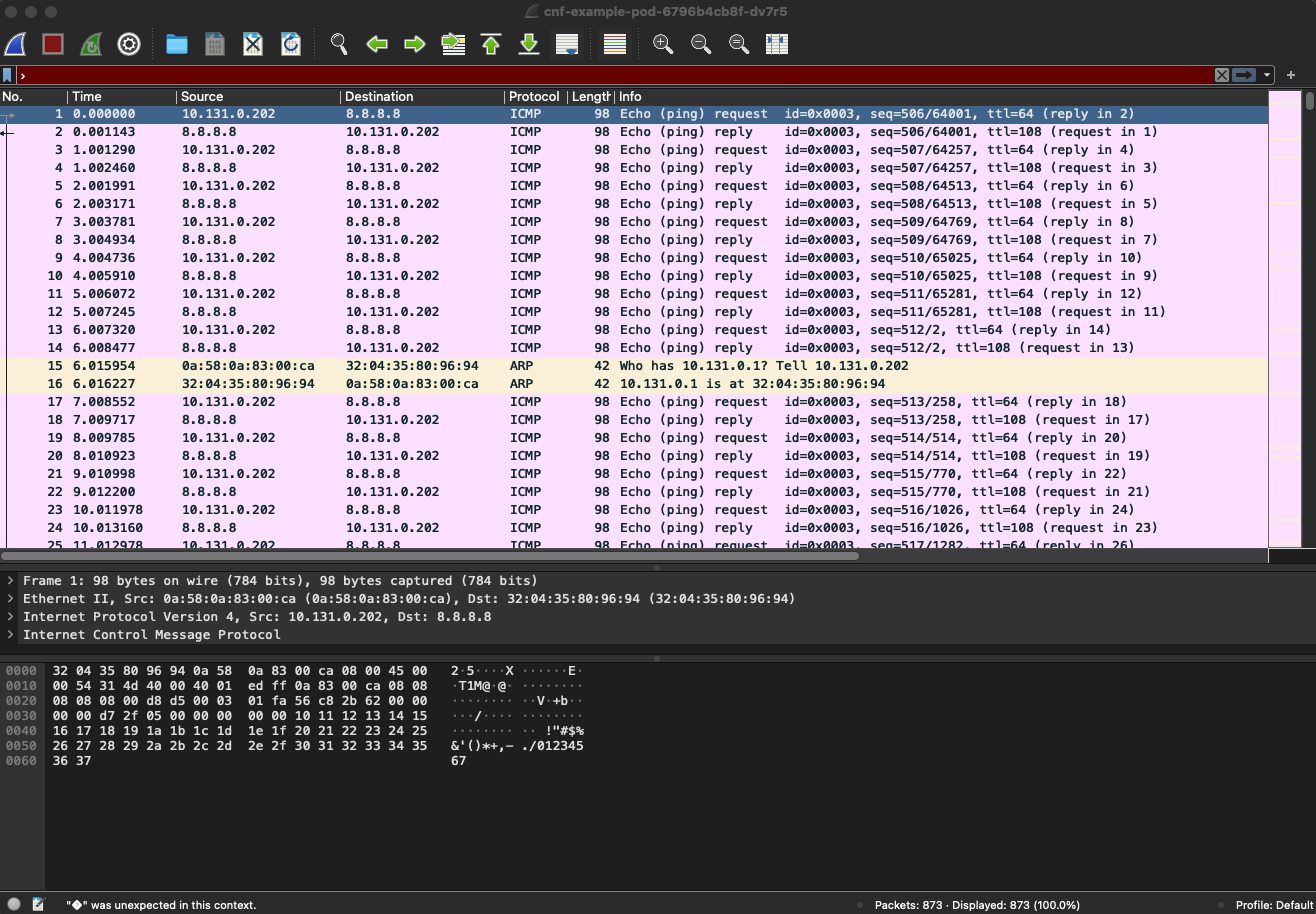 cnf-example-pod-6796b4cb8f-dv7r5
›
No. Time Source Destination Protocol Length Info
1 0.000000 10.131.0.202 8.8.8.8 ICMP 98 Echo (ping) request id=0x0003, seq=506/64001, ttl=64 (reply in 2)
2 0.001143 8.8.8.8 10.131.0.202 ICMP 98 Echo (ping) reply id=0x0003, seq=506/64001, ttl=108 (request in 1)
3 1.001290 10.131.0.202 8.8.8.8 ICMP 98 Echo (ping) request id=0x0003, seq=507/64257, ttl=64 (reply in 4)
4 1.002460 8.8.8.8 10.131.0.202 ICMP 98 Echo (ping) reply id=0x0003, seq=507/64257, ttl=108 (request in 3)
5 2.001991 10.131.0.202 8.8.8.8 ICMP 98 Echo (ping) request id=0x0003, seq=508/64513, ttl=64 (reply in 6)
6 2.003171 8.8.8.8 10.131.0.202 ICMP 98 Echo (ping) reply id=0x0003, seq=508/64513, ttl=108 (request in 5)
7 3.003781 10.131.0.202 8.8.8.8 ICMP 98 Echo (ping) request id=0x0003, seq=509/64769, ttl=64 (reply in 8)
8 3.004934 8.8.8.8 10.131.0.202 ICMP 98 Echo (ping) reply id=0x0003, seq=509/64769, ttl=108 (request in 7)
9 4.004736 10.131.0.202 8.8.8.8 ICMP 98 Echo (ping) request id=0x0003, seq=510/65025, ttl=64 (reply in 10)
10 4.005910 8.8.8.8 10.131.0.202 ICMP 98 Echo (ping) reply id=0x0003, seq=510/65025, ttl=108 (request in 9)
11 5.006072 10.131.0.202 8.8.8.8 ICMP 98 Echo (ping) request id=0x0003, seq=511/65281, ttl=64 (reply in 12)
12 5.007245 8.8.8.8 10.131.0.202 ICMP 98 Echo (ping) reply id=0x0003, seq=511/65281, ttl=108 (request in 11)
13 6.007320 10.131.0.202 8.8.8.8 ICMP 98 Echo (ping) request id=0x0003, seq=512/2, ttl=64 (reply in 14)
14 6.008477 8.8.8.8 10.131.0.202 ICMP 98 Echo (ping) reply id=0x0003, seq=512/2, ttl=108 (request in 13)
15 6.015954 0a:58:0a:83:00:ca 32:04:35:80:96:94 ARP 42 Who has 10.131.0.1? Tell 10.131.0.202
16 6.016227 32:04:35:80:96:94 0a:58:0a:83:00:ca ARP 42 10.131.0.1 is at 32:04:35:80:96:94
17 7.008552 10.131.0.202 8.8.8.8 ICMP 98 Echo (ping) request id=0x0003, seq=513/258, ttl=64 (reply in 18)
18 7.009717 8.8.8.8 10.131.0.202 ICMP 98 Echo (ping) reply id=0x0003, seq=513/258, ttl=108 (request in 17)
19 8.009785 10.131.0.202 8.8.8.8 ICMP 98 Echo (ping) request id=0x0003, seq=514/514, ttl=64 (reply in 20)
20 8.010923 8.8.8.8 10.131.0.202 ICMP 98 Echo (ping) reply id=0x0003, seq=514/514, ttl=108 (request in 19)
21 9.010998 10.131.0.202 8.8.8.8 ICMP 98 Echo (ping) request id=0x0003, seq=515/770, ttl=64 (reply in 22)
22 9.012200 8.8.8.8 10.131.0.202 ICMP 98 Echo (ping) reply id=0x0003, seq=515/770, ttl=108 (request in 21)
23 10.011978 10.131.0.202 8.8.8.8 ICMP 98 Echo (ping) request id=0x0003, seq=516/1026, ttl=64 (reply in 24)
24 10.013160 8.8.8.8 10.131.0.202 ICMP 98 Echo (ping) reply id=0x0003, seq=516/1026, ttl=108 (request in 23)
25 11.012978 10.131.0.202 8.8.8.8 ICMP 98 Echo (ping) request id=0x0003, seq=517/1282, ttl=64 (reply in 26)
Frame 1: 98 bytes on wire (784 bits), 98 bytes captured (784 bits)
Ethernet II, Src: 0a:58:0a:83:00:ca (0a:58:0a:83:00:ca), Dst: 32:04:35:80:96:94 (32:04:35:80:96:94)
Internet Protocol Version 4, Src: 10.131.0.202, Dst: 8.8.8.8
Internet Control Message Protocol
0000 32 04 35 80 96 94 0a 58 0a 83 00 ca 08 00 45 00 2·5····X ······E·
0010 00 54 31 4d 40 00 40 01 ed ff 0a 83 00 ca 08 08 ·T1M@·@· ········
0020 08 08 08 00 d8 d5 00 03 01 fa 56 c8 2b 62 00 00 ········ ··V·+b··
0030 00 00 d7 2f 05 00 00 00 00 00 10 11 12 13 14 15 ···/···· ········
0040 16 17 18 19 1a 1b 1c 1d 1e 1f 20 21 22 23 24 25 ········ ·· !"#$%
0050 26 27 28 29 2a 2b 2c 2d 2e 2f 30 31 32 33 34 35 &'()*+,- ./012345
0060 36 37 67
"�" was unexpected in this context.
Packets: 873 · Displayed: 873 (100.0%)
Profile: Default